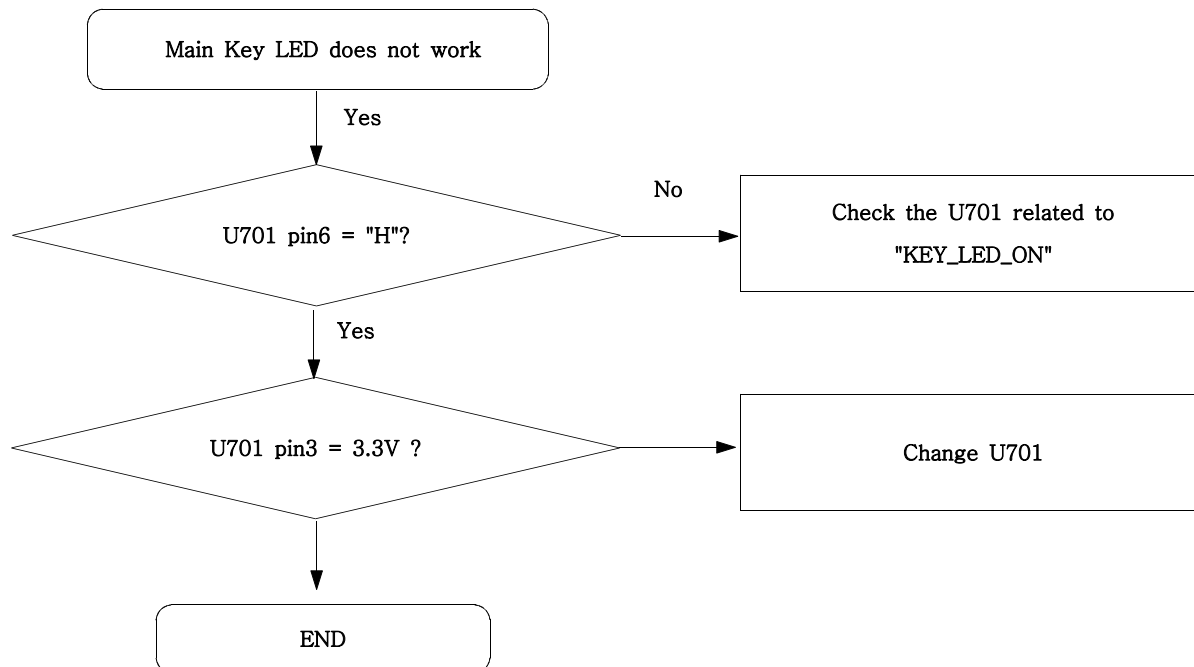 Main Key LED does not work
Yes
U701 pin6 = "H"?
No
Check the U701 related to
"KEY_LED_ON"
Yes
U701 pin3 = 3.3V ?
Change U701
END